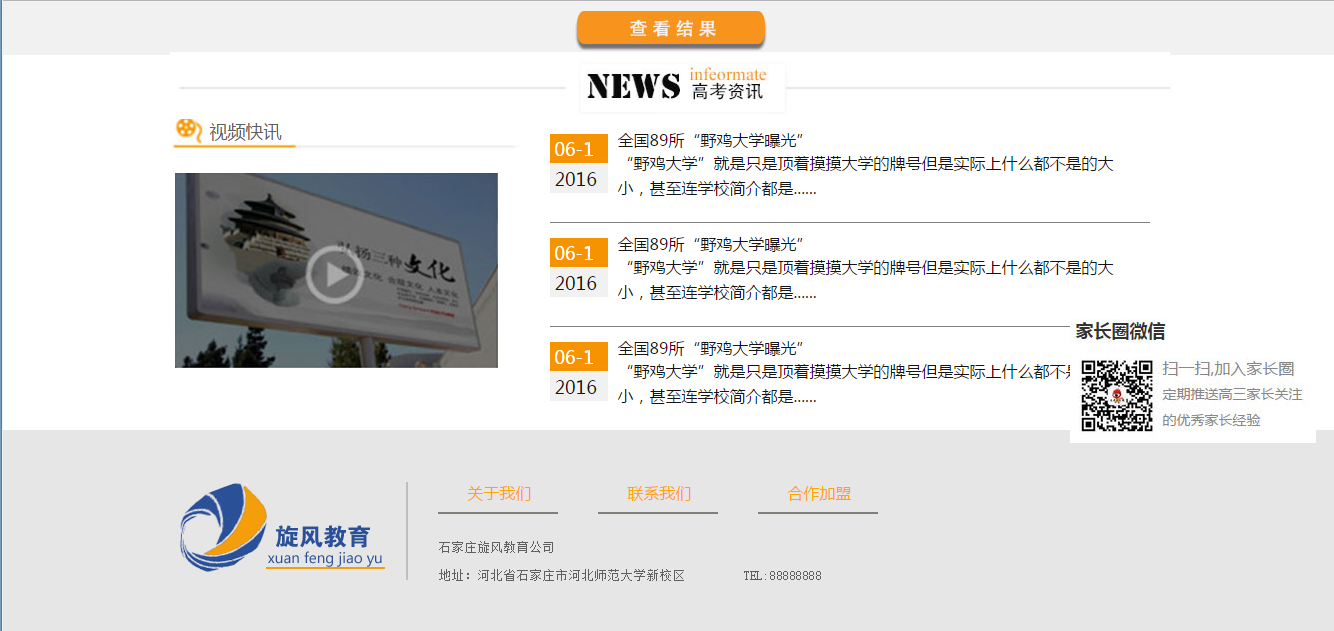 查看结果
NEWS infeormate
高考资讯
视频快讯
弘扬三种文化
06-1
2016
全国89所“野鸡大学曝光”
“野鸡大学”就是只是顶着摸摸大学的牌号但是实际上什么都不是的大
小，甚至连学校简介都是......
06-1
2016
全国89所“野鸡大学曝光”
“野鸡大学”就是只是顶着摸摸大学的牌号但是实际上什么都不是的大
小，甚至连学校简介都是......
06-1
2016
全国89所“野鸡大学曝光”
“野鸡大学”就是只是顶着摸摸大学的牌号但是实际上什么都不
小，甚至连学校简介都是......
家长圈微信
扫一扫,加入家长圈
定期推送高三家长关注
的优秀家长经验
旋风教育
xuan feng jiao yu
关于我们
联系我们
合作加盟
石家庄旋风教育公司
地址：河北省石家庄市河北师范大学新校区
TEL:88888888